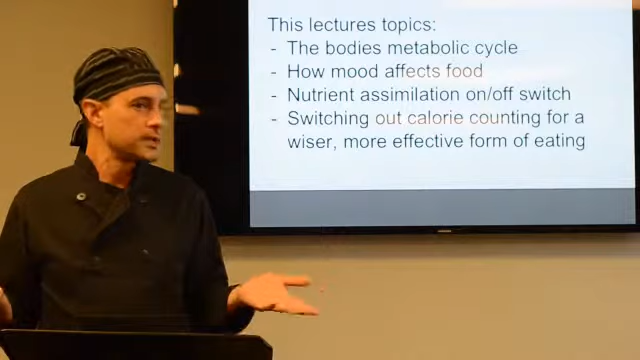 This lectures topics:
- The bodies metabolic cycle
- How mood affects food
- Nutrient assimilation on/off switch
- Switching out calorie counting for a
wiser, more effective form of eating